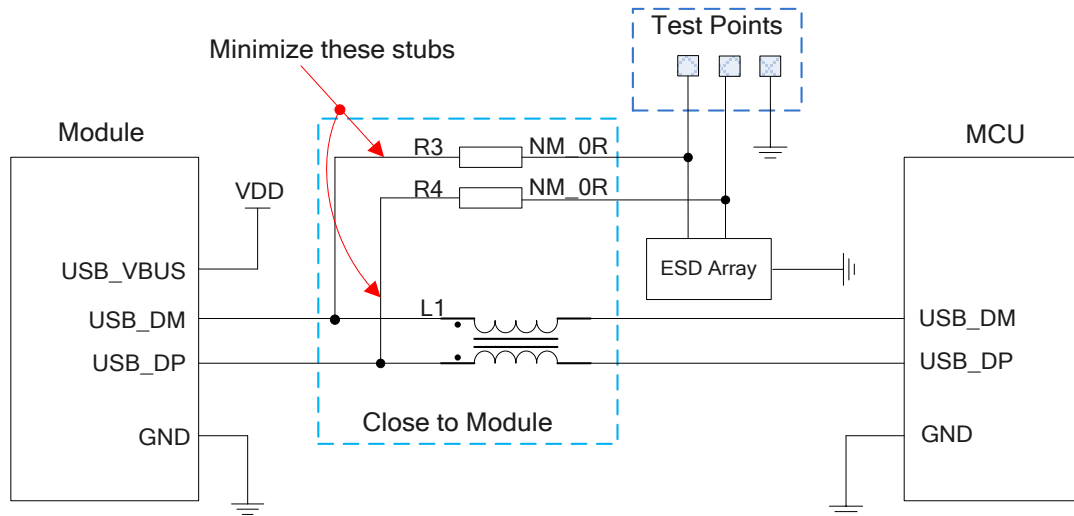 Test Points
Minimize these stubs
Module
MCU
R3 NM_0R
VDD
R4 NM_0R
USB_VBUS
ESD Array
L1
USB_DM
USB_DM
USB_DP
USB_DP
Close to Module
GND
GND